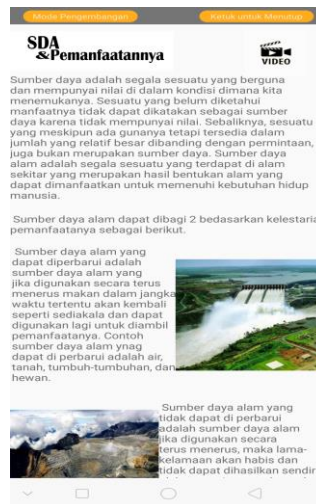 Mode Pengembangan
Ketuk untuk Menutup
SDA
&Pemanfaatannya
VIDEO
Sumber daya adalah segala sesuatu yang berguna
dan mempunyai nilai di dalam kondisi dimana kita
menemukanya. Sesuatu yang belum diketahui
manfaatnya tidak dapat dikatakan sebagai sumber
daya karena tidak mempunyai nilai. Sebaliknya, sesuatu
yang meskipun ada gunanya tetapi tersedia dalam
jumlah yang relatif besar dibanding dengan permintaan,
juga bukan merupakan sumber daya. Sumber daya
alam adalah segala sesuatu yang terdapat di alam
sekitar yang merupakan hasil bentukan alam yang
dapat dimanfaatkan untuk memenuhi kebutuhan hidup
manusia.
Sumber daya alam dapat dibagi 2 bedasarkan kelestaria
pemanfaatanya sebagai berikut.
Sumber daya alam yang
dapat diperbarui adalah
sumber daya alam yang
jika digunakan secara terus
menerus makan dalam jangka
waktu tertentu akan kembali
seperti sediakala dan dapat
digunakan lagi untuk diambil
pemanfaatanya. Contoh
sumber daya alam ynag
dapat di perbarui adalah air,
tanah, tumbuh-tumbuhan, dan
hewan.
Sumber daya alam yang
tidak dapat di perbarui
adalah sumber daya alam
jika digunakan secara
terus menerus, maka lama-
kelamaan akan habis dan
tidak dapat dihasilkan sendir